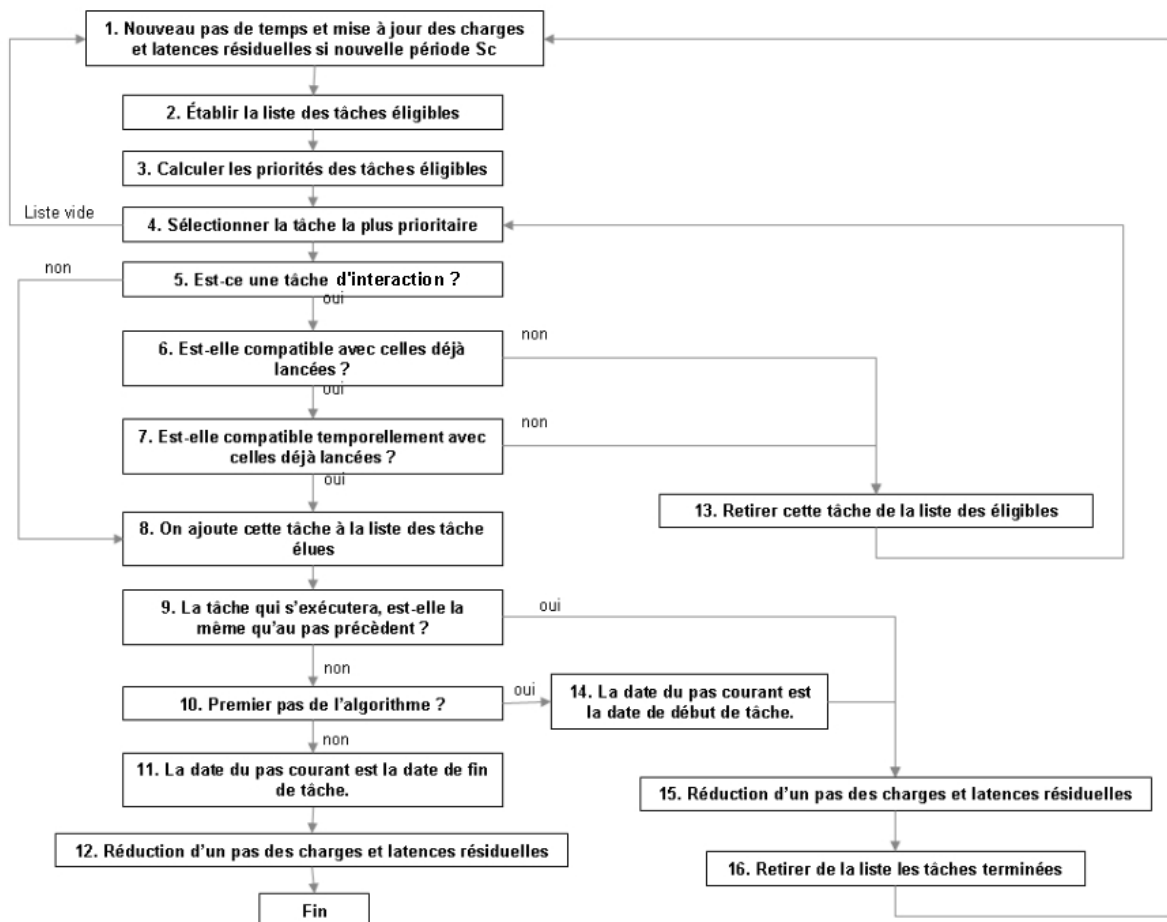 1. Nouveau pas de temps et mise à jour des charges
et latences résiduelles si nouvelle période Sc
2. Établir la liste des tâches éligibles
3. Calculer les priorités des tâches éligibles
Liste vide
4. Sélectionner la tâche la plus prioritaire
non
5. Est-ce une tâche d'interaction ?
oui
6. Est-elle compatible avec celles déjà
lancées ?
non
oui
7. Est-elle compatible temporellement avec
celles déjà lancées ?
non
oui
13. Retirer cette tâche de la liste des éligibles
8. On ajoute cette tâche à la liste des tâche
élues
9. La tâche qui s'exécutera, est-elle la
même qu'au pas précèdent ?
oui
non
10. Premier pas de l'algorithme ?
oui
14. La date du pas courant est
la date de début de tâche.
non
11. La date du pas courant est la date de fin
de tâche.
15. Réduction d'un pas des charges et latences résiduelles
12. Réduction d'un pas des charges et latences résiduelles
16. Retirer de la liste les tâches terminées
Fin